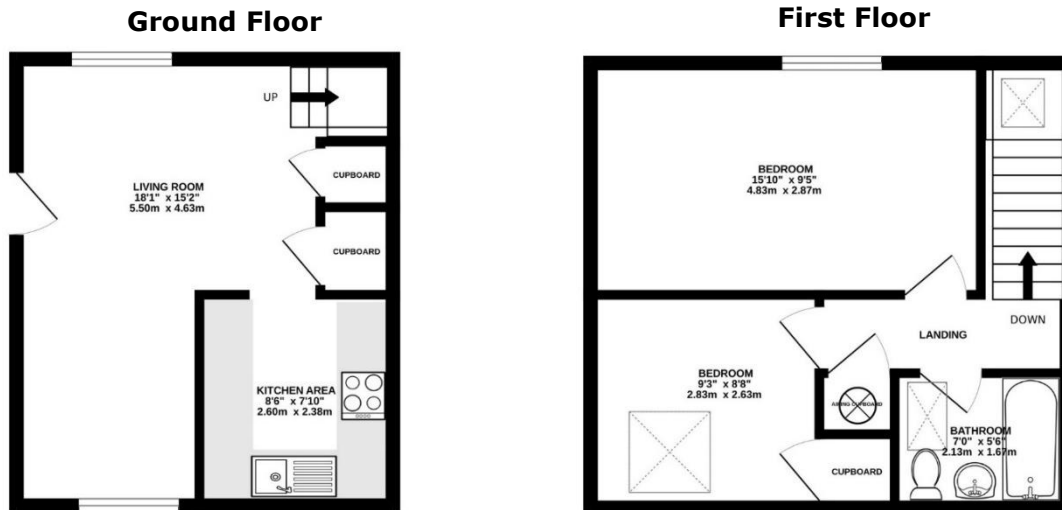 Ground Floor
UP
CUPBOARD
LIVING ROOM
18'1" x 15'2"
5.50m x 4.63m
CUPBOARD
KITCHEN AREA
8'6" x 7'10"
2.60m x 2.38m
First Floor
BEDROOM
15'10" x 9'5"
4.83m x 2.87m
DOWN
LANDING
BEDROOM
9'3" x 8'8"
2.83m x 2.63m
AIRING CUPBOARD
BATHROOM
7'0" x 5'6"
2.13m x 1.67m
CUPBOARD